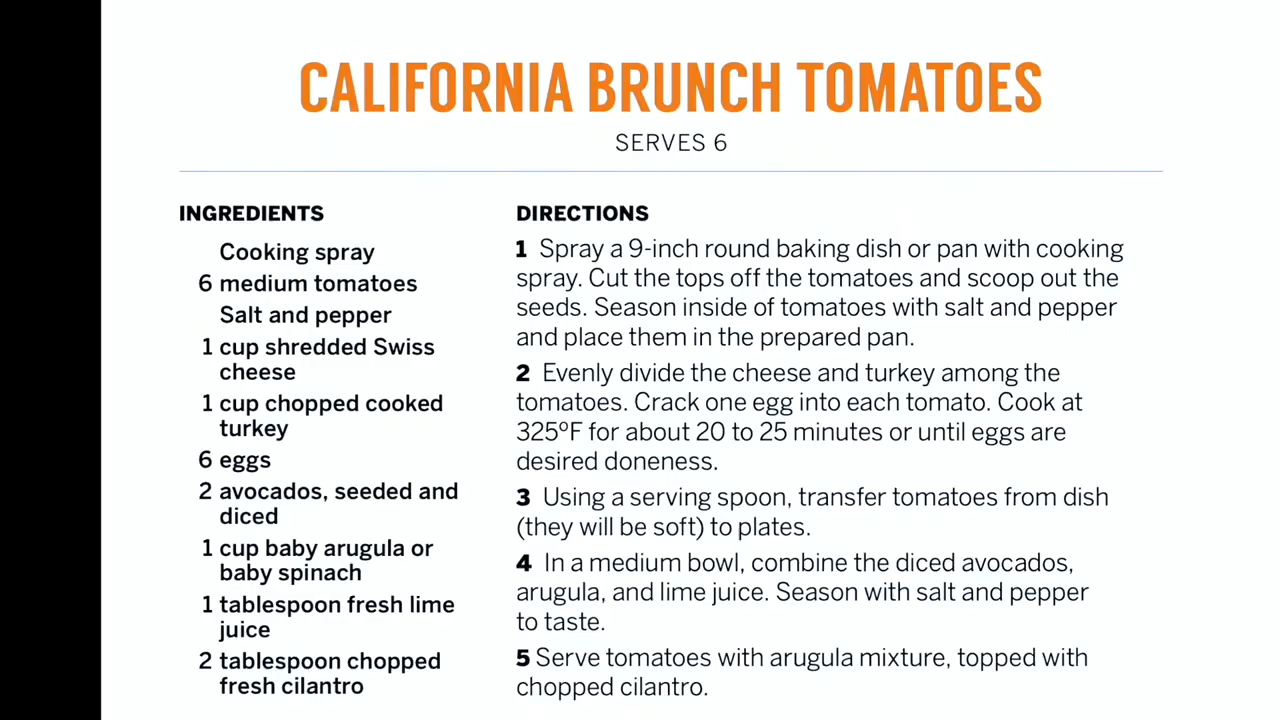 CALIFORNIA BRUNCH TOMATOES
SERVES 6
INGREDIENTS
Cooking spray
6 medium tomatoes
Salt and pepper
1 cup shredded Swiss
cheese
1 cup chopped cooked
turkey
6 eggs
2 avocados, seeded and
diced
1 cup baby arugula or
baby spinach
1 tablespoon fresh lime
juice
2 tablespoon chopped
fresh cilantro
DIRECTIONS
1 Spray a 9-inch round baking dish or pan with cooking
spray. Cut the tops off the tomatoes and scoop out the
seeds. Season inside of tomatoes with salt and pepper
and place them in the prepared pan.
2 Evenly divide the cheese and turkey among the
tomatoes. Crack one egg into each tomato. Cook at
325ºF for about 20 to 25 minutes or until eggs are
desired doneness.
3 Using a serving spoon, transfer tomatoes from dish
(they will be soft) to plates.
4 In a medium bowl, combine the diced avocados,
arugula, and lime juice. Season with salt and pepper
to taste.
5 Serve tomatoes with arugula mixture, topped with
chopped cilantro.